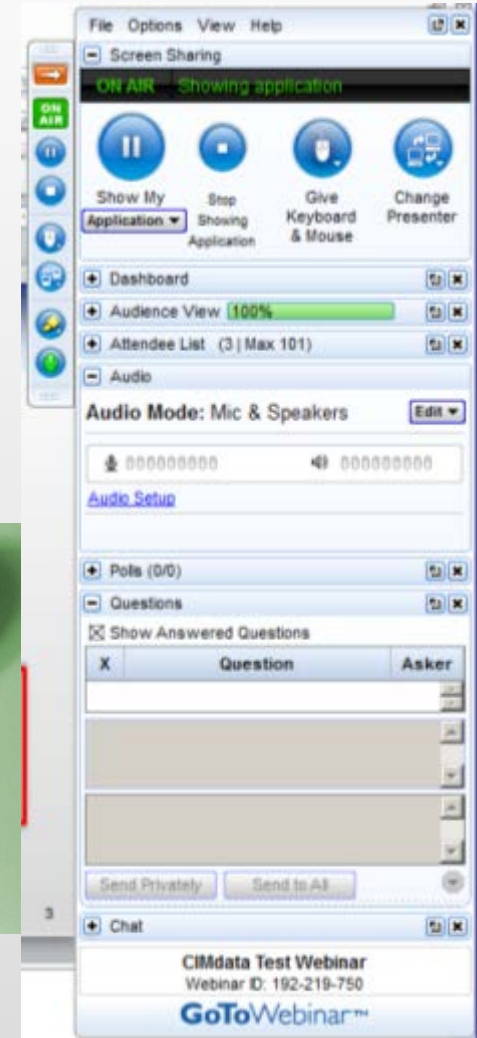 File Options View Help
Screen Sharing
ON AIR Showing application
ON
AIR
Show My
Application
Stop
Showing
Application
Give
Keyboard
& Mouse
Change
Presenter
Dashboard
Audience View 100%
Attendee List (3 | Max 101)
Audio
Audio Mode: Mic & Speakers Edit
Audio Setup
Polls (0/0)
Questions
Show Answered Questions
X Question Asker
Send Privately Send to All
3
Chat
CIMdata Test Webinar
Webinar ID: 192-219-750
GoToWebinar™